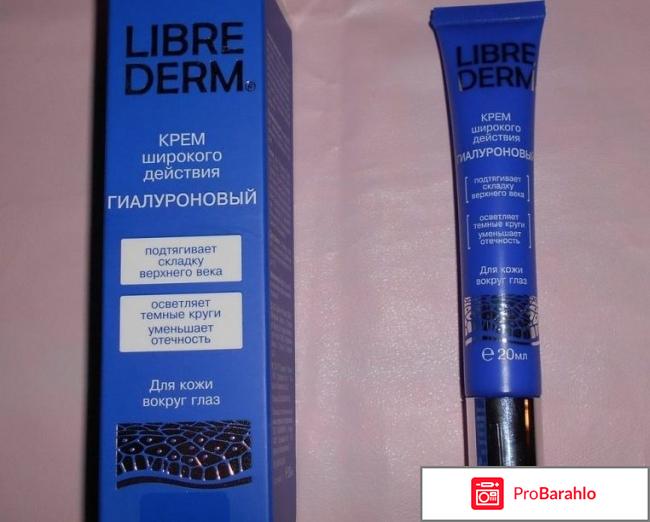 LIBRE
DERM®
КРЕМ
широкого
действия
ГИАЛУРОНОВЫЙ
подтягивает
складку
верхнего века
осветляет
темные круги
уменьшает
отечность
Для кожи
вокруг глаз
LIBRE
DERM
КРЕМ
широкого
действия
ГИАЛУРОНОВЫЙ
подтягивает
складку
верхнего века
осветляет
темные круги
уменьшает
отечность
Для кожи
вокруг глаз
℮ 20мл
ProBarahlo